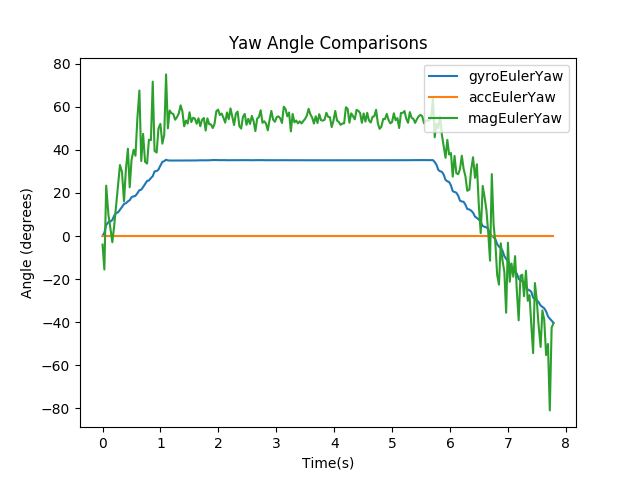 Yaw Angle Comparisons
gyroEulerYaw
accEulerYaw
magEulerYaw
Angle (degrees)
80
60
40
20
0
−20
−40
−60
−80
0 1 2 3 4 5 6 7 8
Time(s)